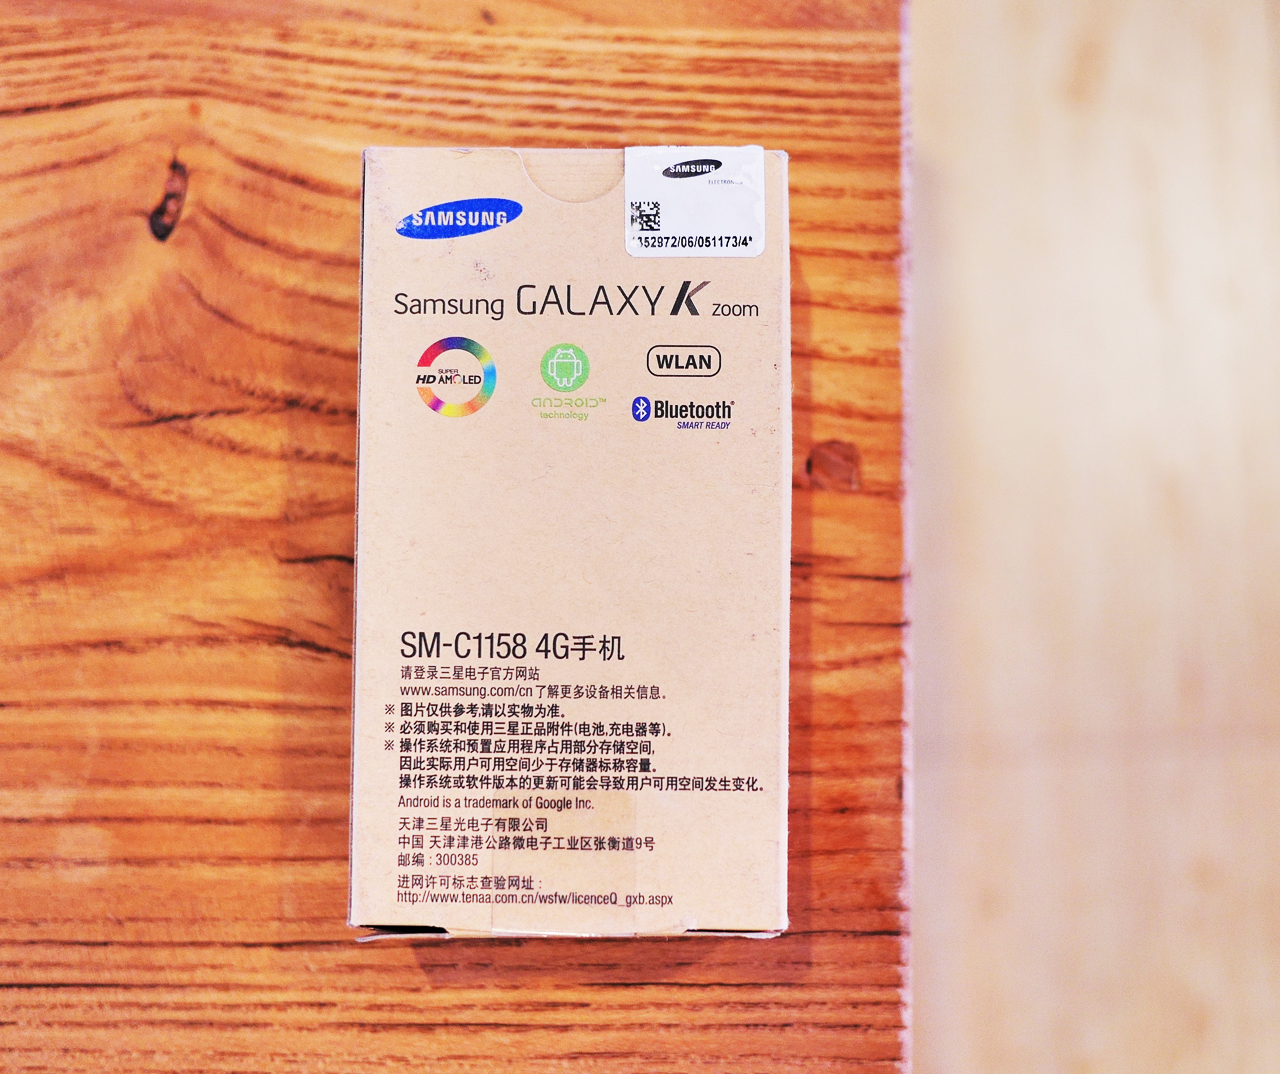 SAMSUNG
ELECTRONICS
*352972/06/051173/4*
SAMSUNG
Samsung GALAXY K zoom
SUPER
HD AMOLED
ANDROID™
technology
WLAN
Bluetooth®
SMART READY
SM-C1158 4G手机
请登录三星电子官方网站
www.samsung.com/cn 了解更多设备相关信息。
※ 图片仅供参考,请以实物为准。
※ 必须购买和使用三星正品附件(电池,充电器等)。
※ 操作系统和预置应用程序占用部分存储空间,
因此实际用户可用空间少于存储器标称容量。
操作系统或软件版本的更新可能会导致用户可用空间发生变化。
Android is a trademark of Google Inc.
天津三星光电子有限公司
中国 天津津港公路微电子工业区张衡道9号
邮编 : 300385
进网许可标志查验网址 :
http://www.tenaa.com.cn/wsfw/licenceQ_gxb.aspx